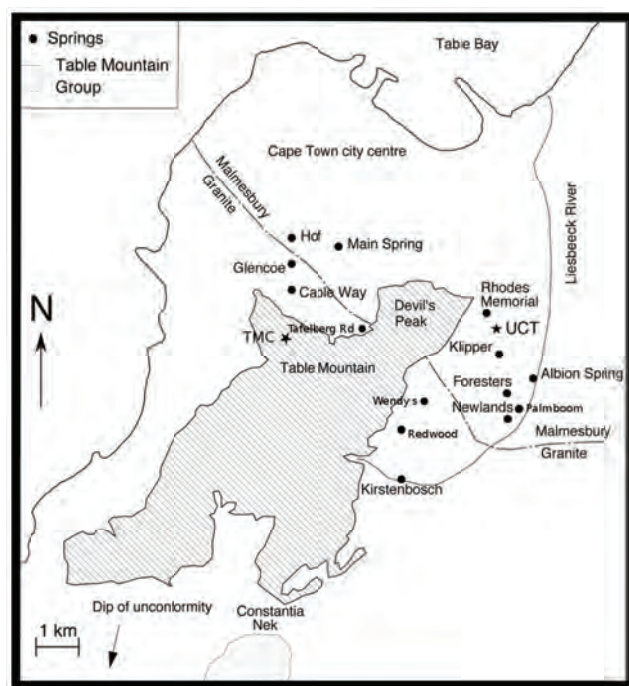 Springs
Table Mountain
Group
Table Bay
Cape Town city centre
Malmesbury
Granite
Liesbeeck River
Hof
Main Spring
Glencoe
Cable Way
Rhodes
Memorial
Devil's
Peak
N
Tafelberg Rd
UCT
TMC
Klipper
Table Mountain
Albion Spring
Foresters
Wendy's
Newlands
Palmboom
Redwood
Malmesbury
Granite
Kirstenbosch
Dip of unconformity
Constantia
Nek
1 km